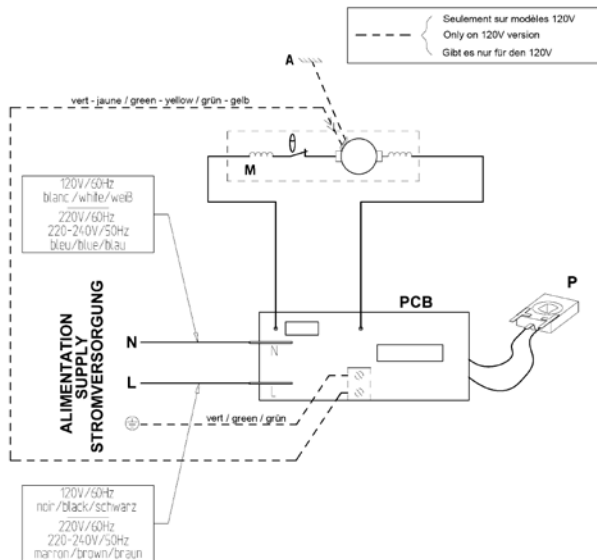 Seulement sur modèles 120V
Only on 120V version
Gibt es nur für den 120V
A
vert - jaune / green - yellow / grün - gelb
θ
M
120V/60Hz
blanc/white/weiß
220V/60Hz
220-240V/50Hz
bleu/blue/blau
PCB
P
ALIMENTATION
SUPPLY
STROMVERSORGUNG
N
N
L
L
vert / green / grün
120V/60Hz
noir/black/schwarz
220V/60Hz
220-240V/50Hz
marron/brown/braun